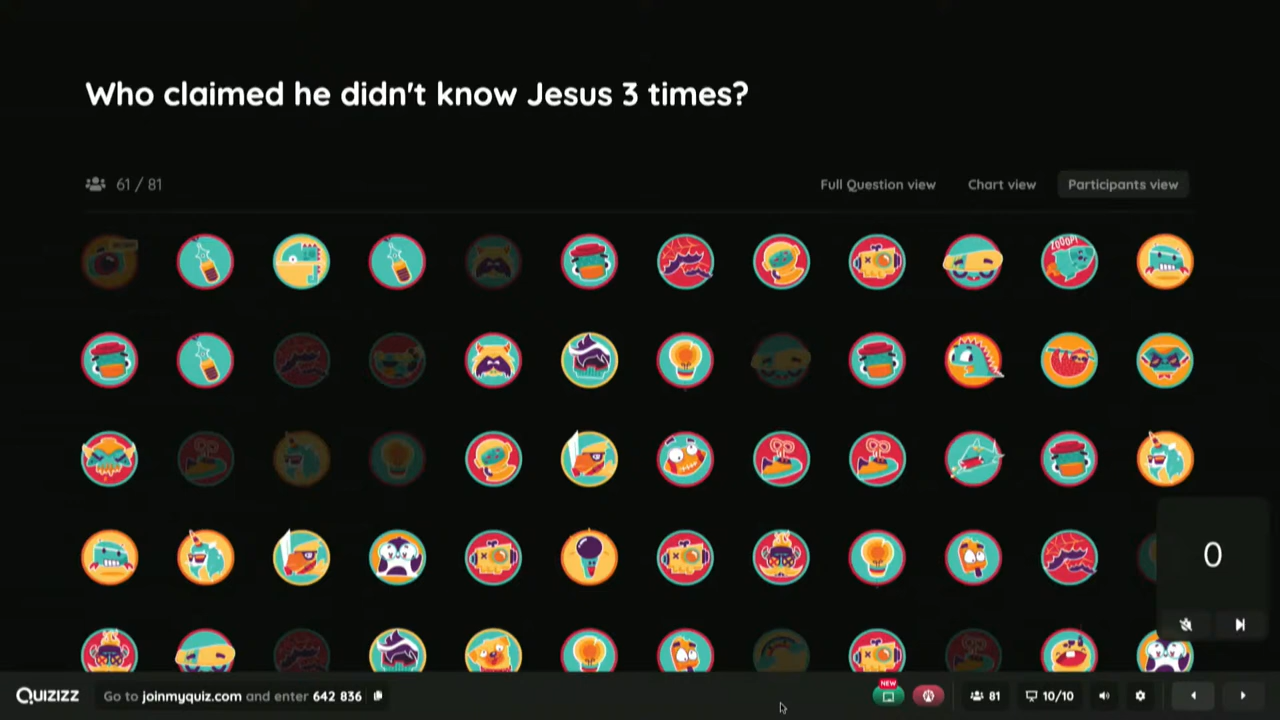 Who claimed he didn't know Jesus 3 times?
61 / 81
Full Question view
Chart view
Participants view
ZOOOP!
0
NEW
QUIZIZZ
Go to joinmyquiz.com and enter 642 836
81
10/10